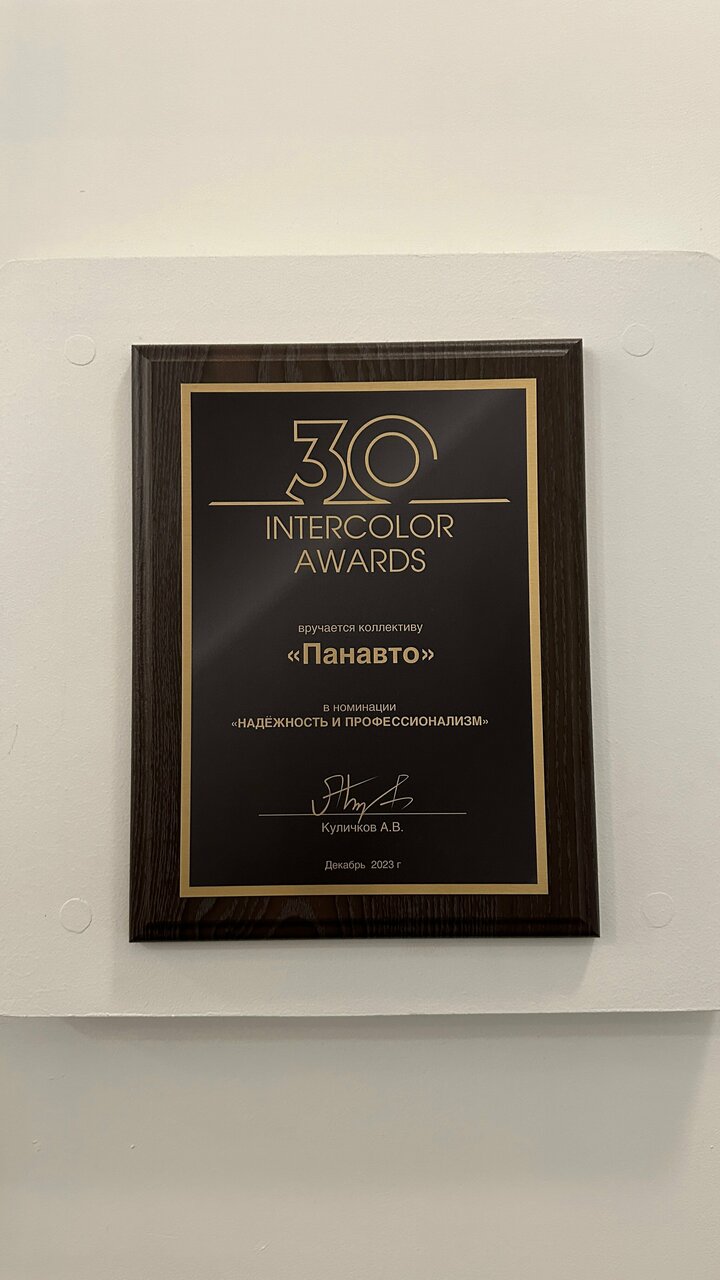 30
INTERCOLOR
AWARDS
вручается коллективу
«Панавто»
в номинации
«НАДЁЖНОСТЬ И ПРОФЕССИОНАЛИЗМ»
Куличков А.В.
Декабрь 2023 г